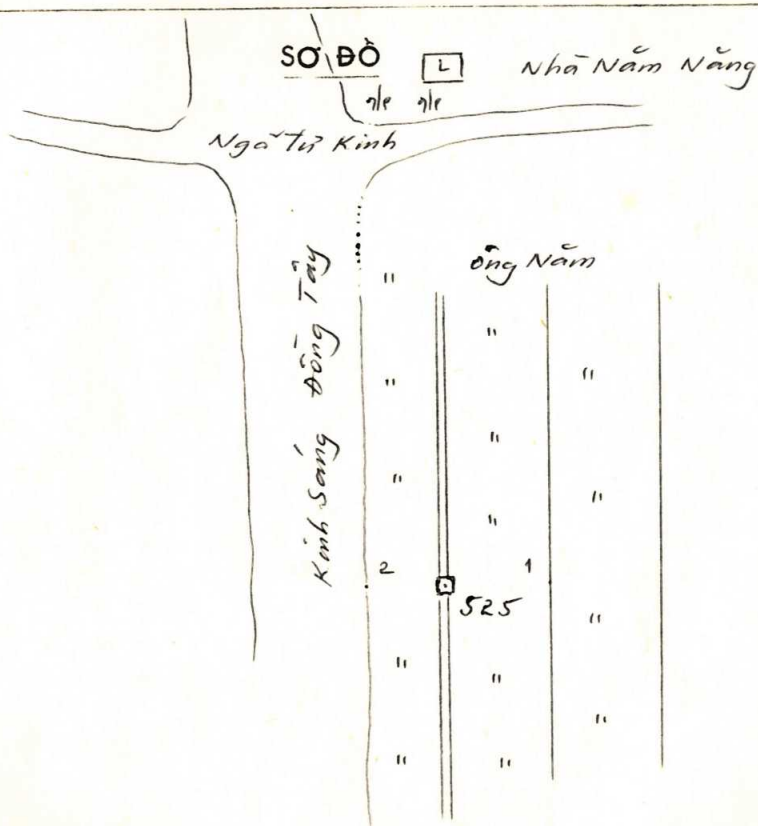 SƠ ĐỒ
L
Nhà Năm Năng
Ngã tư Kinh
ông Năm
Kinh Sáng Đông Tây
2
1
525